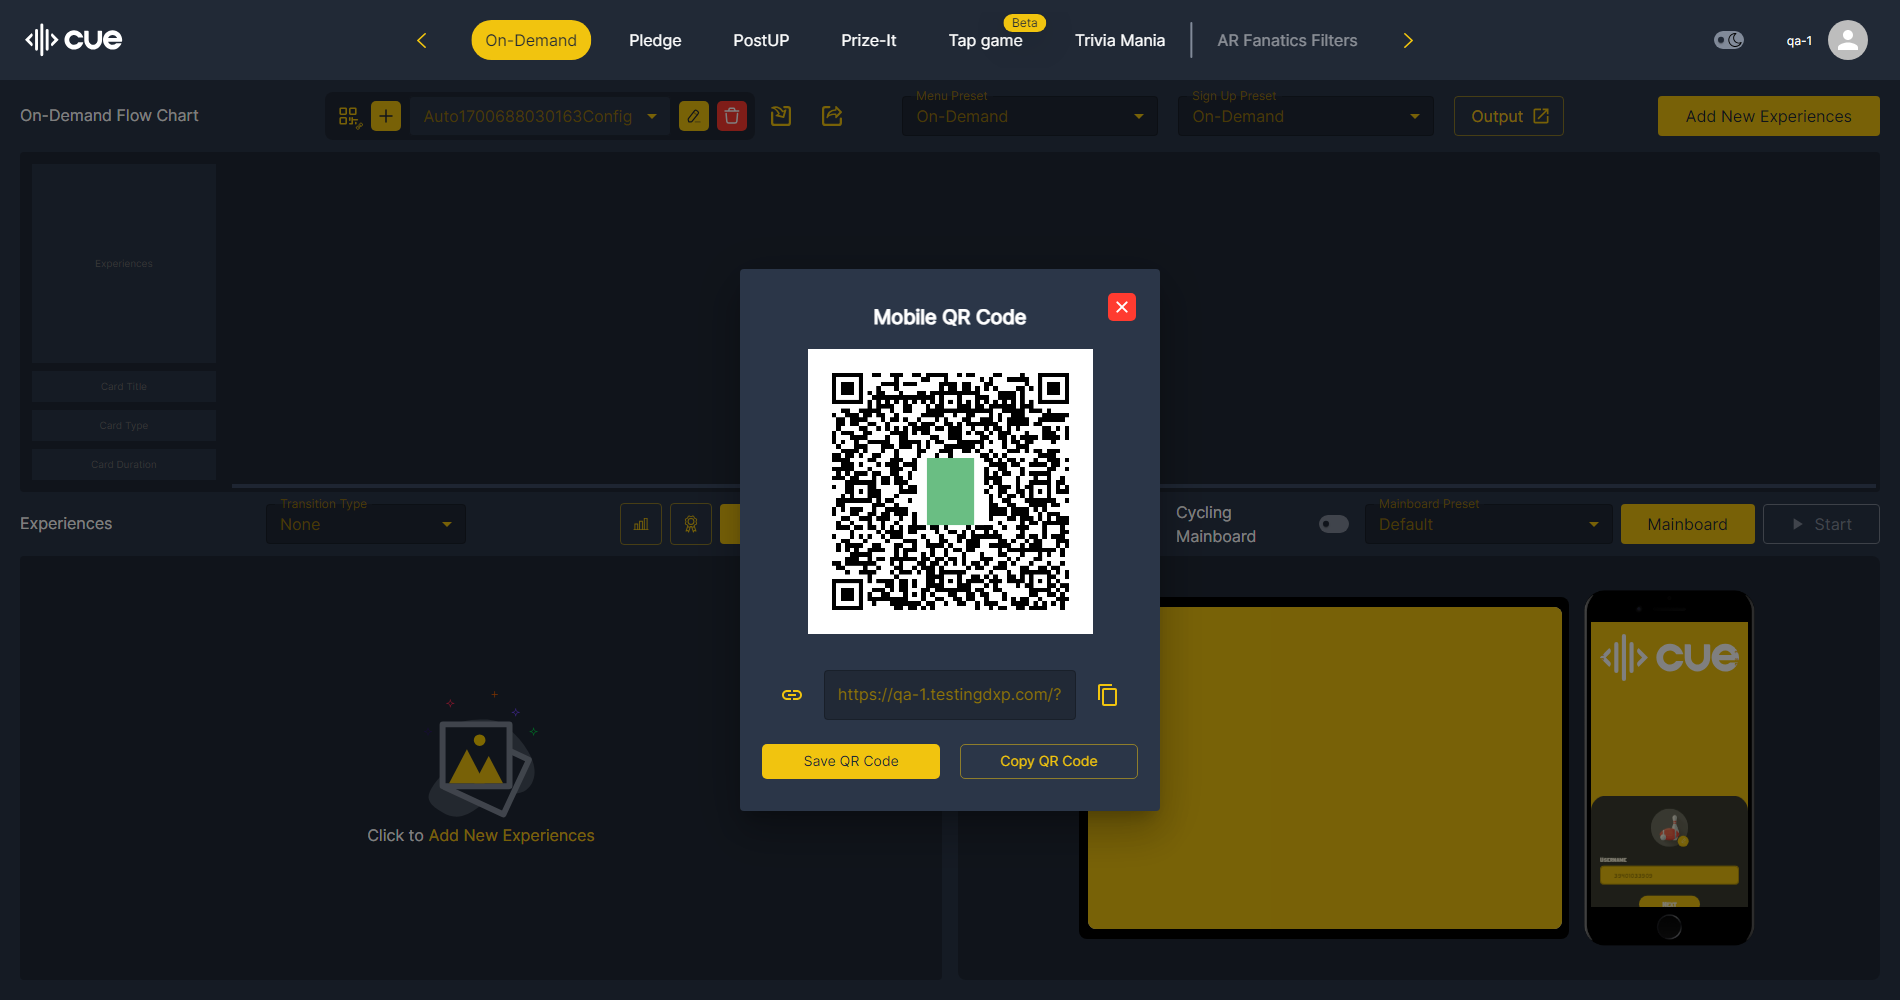 cue
On-Demand
Pledge
PostUP
Prize-It
Tap game
Beta
Trivia Mania
AR Fanatics Filters
qa-1
On-Demand Flow Chart
Auto1700688030163Config
Menu Preset
On-Demand
Sign Up Preset
On-Demand
Output
Add New Experiences
Experiences
Card Title
Card Type
Card Duration
Mobile QR Code
https://qa-1.testingdxp.com/?
Save QR Code
Copy QR Code
Experiences
Transition Type
None
Cycling
Mainboard
Mainboard Preset
Default
Mainboard
Start
Click to Add New Experiences
cue
Username
NEXT